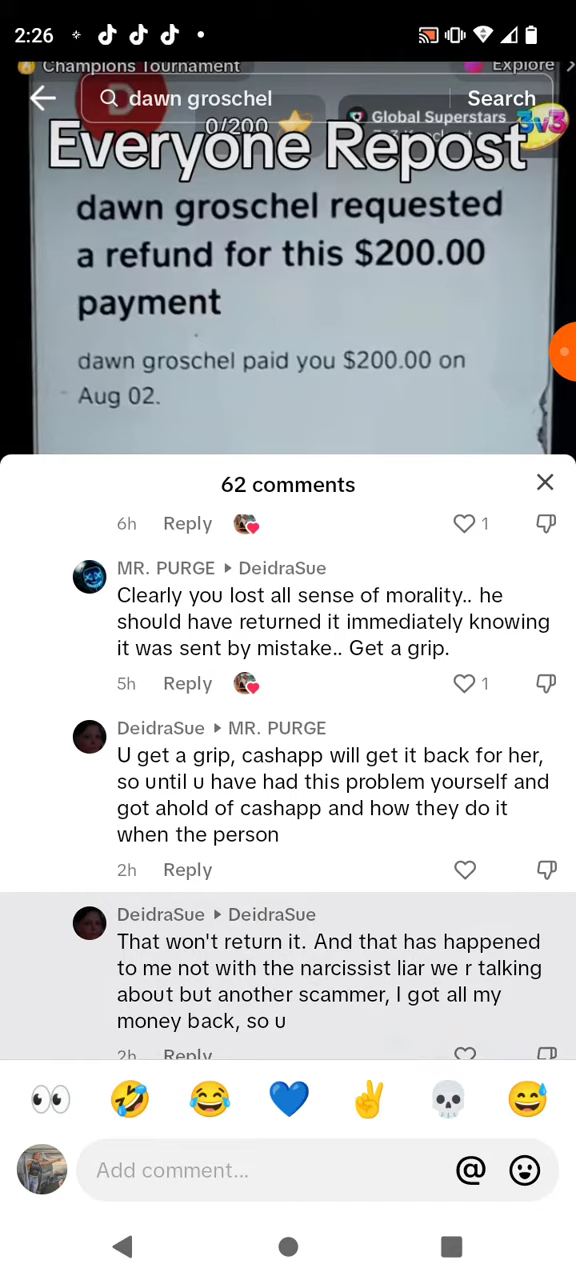 2:26
Champions Tournament
Explore
dawn groschel
Search
0/200
Global Superstars
3v3
Everyone Repost
dawn groschel requested
a refund for this $200.00
payment
dawn groschel paid you $200.00 on
Aug 02.
62 comments
6h Reply 1
MR. PURGE DeidraSue
Clearly you lost all sense of morality.. he
should have returned it immediately knowing
it was sent by mistake.. Get a grip.
5h Reply 1
DeidraSue MR. PURGE
U get a grip, cashapp will get it back for her,
so until u have had this problem yourself and
got ahold of cashapp and how they do it
when the person
2h Reply
DeidraSue DeidraSue
That won't return it. And that has happened
to me not with the narcissist liar we r talking
about but another scammer, I got all my
money back, so u
2h Reply
Add comment...